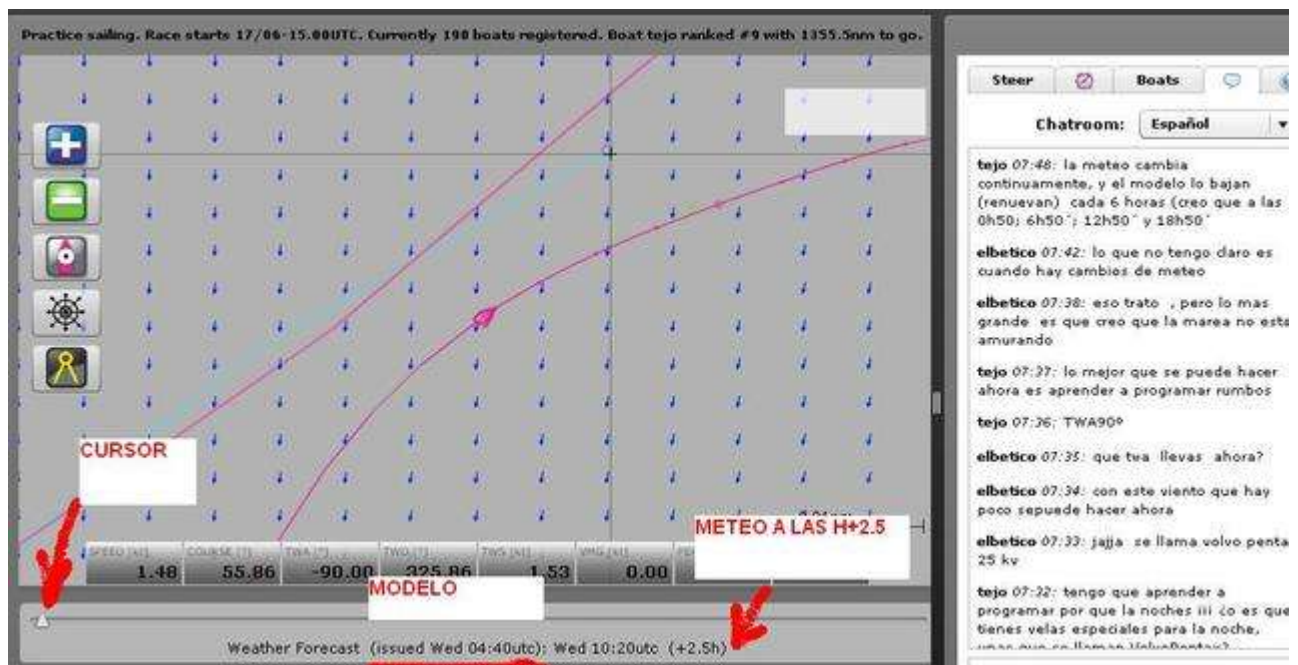 Practice sailing. Race starts 17/06-15.00UTC. Currently 190 boats registered. Boat tejo ranked #9 with 1355.5nm to go.
Steer
Boats
Chatroom:
Español
tejo 07:48: la meteo cambia
continuamente, y el modelo lo bajan
(renuevan) cada 6 horas (creo que a las
0h50; 6h50´; 12h50´ y 18h50´
elbetico 07:42: lo que no tengo claro es
cuando hay cambios de meteo
elbetico 07:38: eso trato , pero lo mas
grande es que creo que la marea no esta
amurando
tejo 07:37: lo mejor que se puede hacer
ahora es aprender a programar rumbos
tejo 07:36: TWA90º
elbetico 07:35: que twa llevas ahora?
elbetico 07:34: con este viento que hay
poco sepuede hacer ahora
elbetico 07:33: jajja se llama volvo penta
25 kv
tejo 07:32: tengo que aprender a
programar por que la noches iii ¿o es que
tienes velas especiales para la noche,
unas que se llaman VolvoPentax?
CURSOR
METEO A LAS H+2.5
SPEED [kt] COURSE [°] TWA [°] TWD [°] TWS [kt] VMG [kt]
1.48 55.86 -90.00 325.86 1.53 0.00
MODELO
Weather Forecast (issued Wed 04:40utc): Wed 10:20utc (+2.5h)